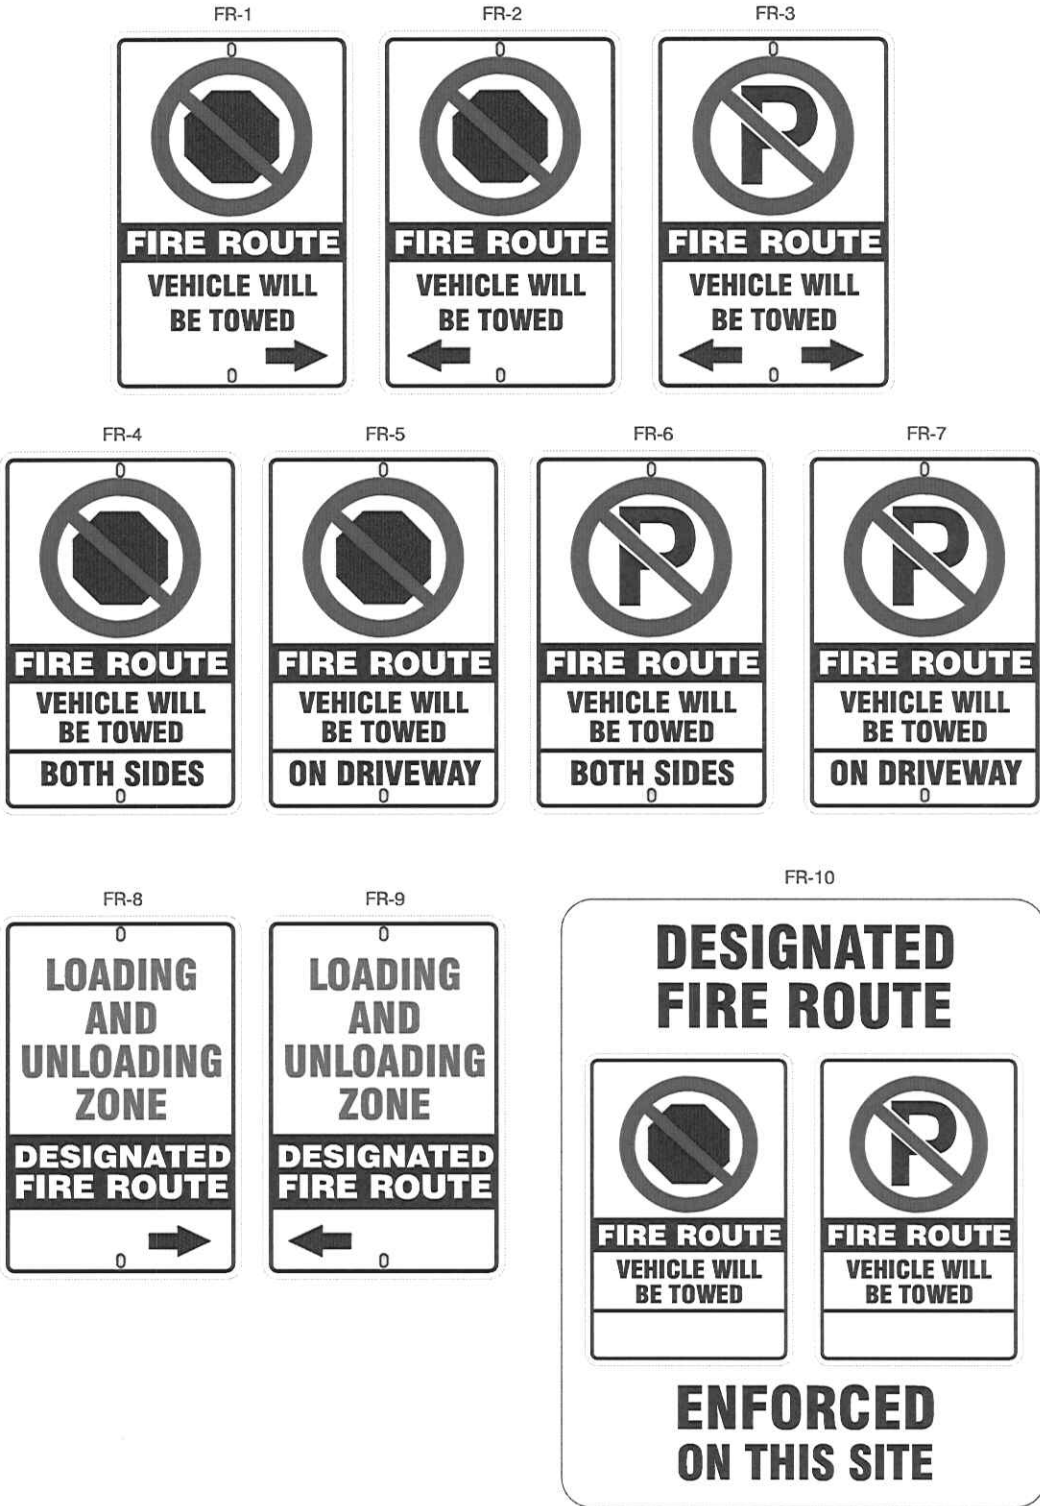 FR-1
FIRE ROUTE
VEHICLE WILL
BE TOWED
FR-2
FIRE ROUTE
VEHICLE WILL
BE TOWED
FR-3
P
FIRE ROUTE
VEHICLE WILL
BE TOWED
FR-4
FIRE ROUTE
VEHICLE WILL
BE TOWED
BOTH SIDES
FR-5
FIRE ROUTE
VEHICLE WILL
BE TOWED
ON DRIVEWAY
FR-6
P
FIRE ROUTE
VEHICLE WILL
BE TOWED
BOTH SIDES
FR-7
P
FIRE ROUTE
VEHICLE WILL
BE TOWED
ON DRIVEWAY
FR-8
LOADING
AND
UNLOADING
ZONE
DESIGNATED
FIRE ROUTE
FR-9
LOADING
AND
UNLOADING
ZONE
DESIGNATED
FIRE ROUTE
FR-10
DESIGNATED
FIRE ROUTE
FIRE ROUTE
VEHICLE WILL
BE TOWED
P
FIRE ROUTE
VEHICLE WILL
BE TOWED
ENFORCED
ON THIS SITE